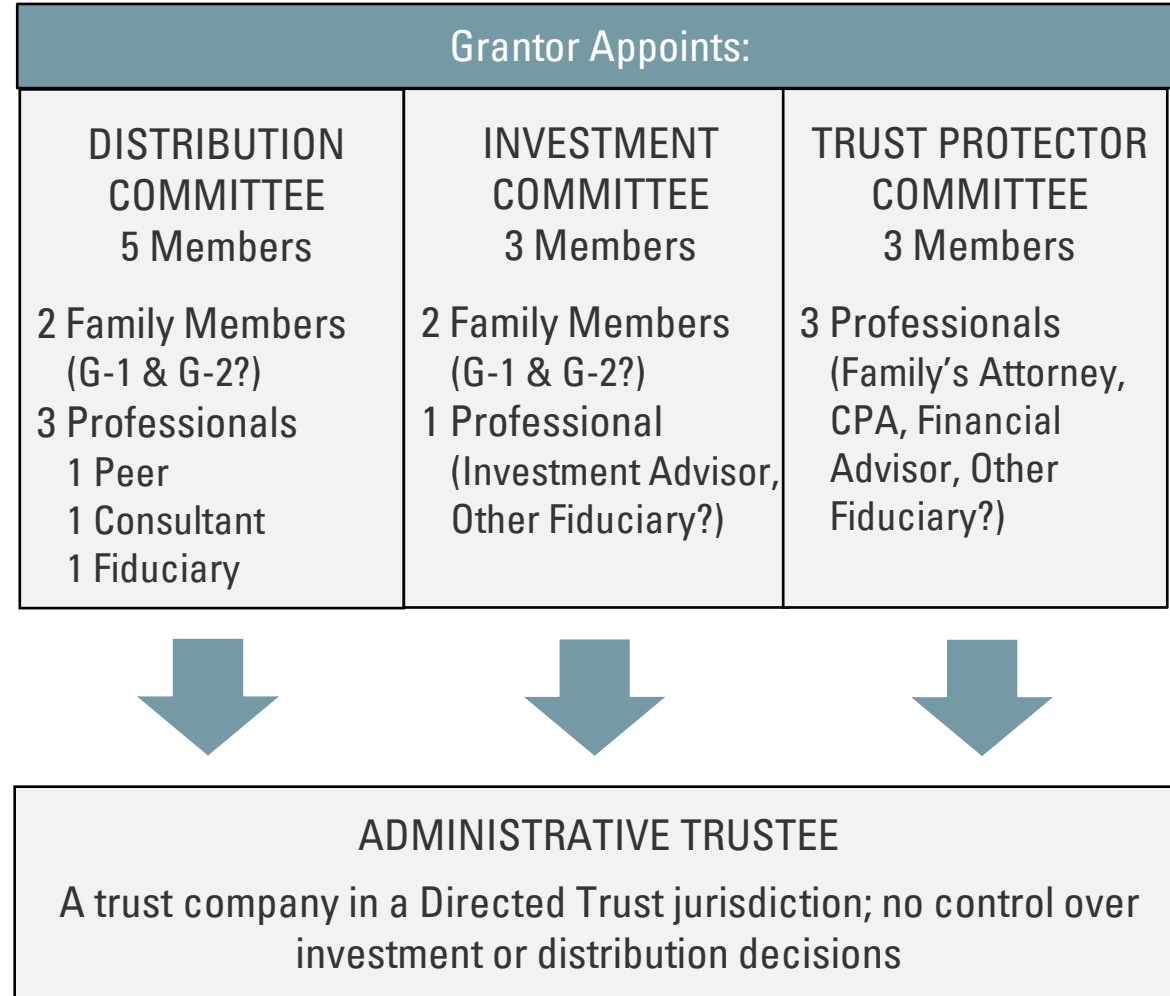 Grantor Appoints:
DISTRIBUTION
COMMITTEE
5 Members
2 Family Members
(G-1 & G-2?)
3 Professionals
1 Peer
1 Consultant
1 Fiduciary
INVESTMENT
COMMITTEE
3 Members
2 Family Members
(G-1 & G-2?)
1 Professional
(Investment Advisor,
Other Fiduciary?)
TRUST PROTECTOR
COMMITTEE
3 Members
3 Professionals
(Family’s Attorney,
CPA, Financial
Advisor, Other
Fiduciary?)
ADMINISTRATIVE TRUSTEE
A trust company in a Directed Trust jurisdiction; no control over
investment or distribution decisions